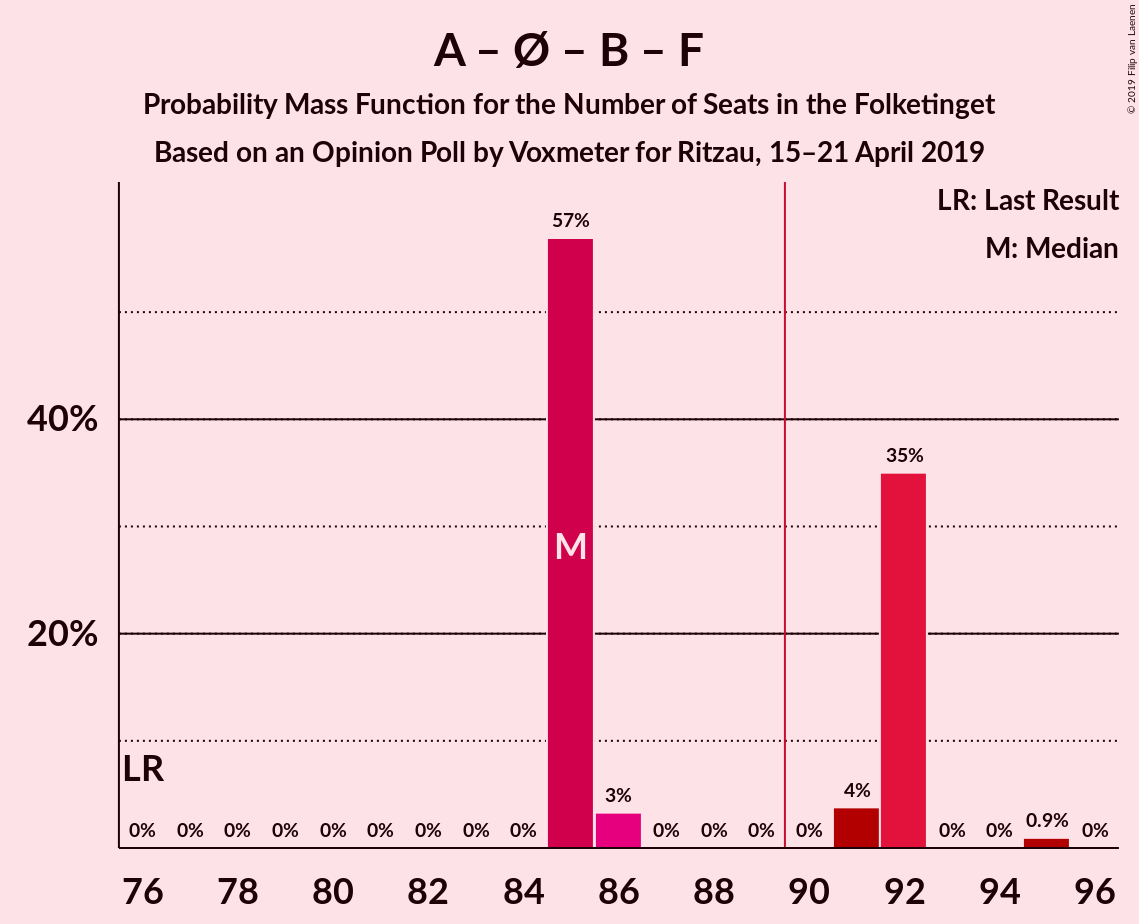 A – Ø – B – F
Probability Mass Function for the Number of Seats in the Folketinget
Based on an Opinion Poll by Voxmeter for Ritzau, 15–21 April 2019
© 2019 Filip van Laenen
LR: Last Result
M: Median
57%
40%
35%
M
20%
LR
3%
4%
0% 0% 0% 0% 0% 0% 0% 0% 0% 0% 0% 0% 0% 0% 0% 0.9% 0%
76 78 80 82 84 86 88 90 92 94 96